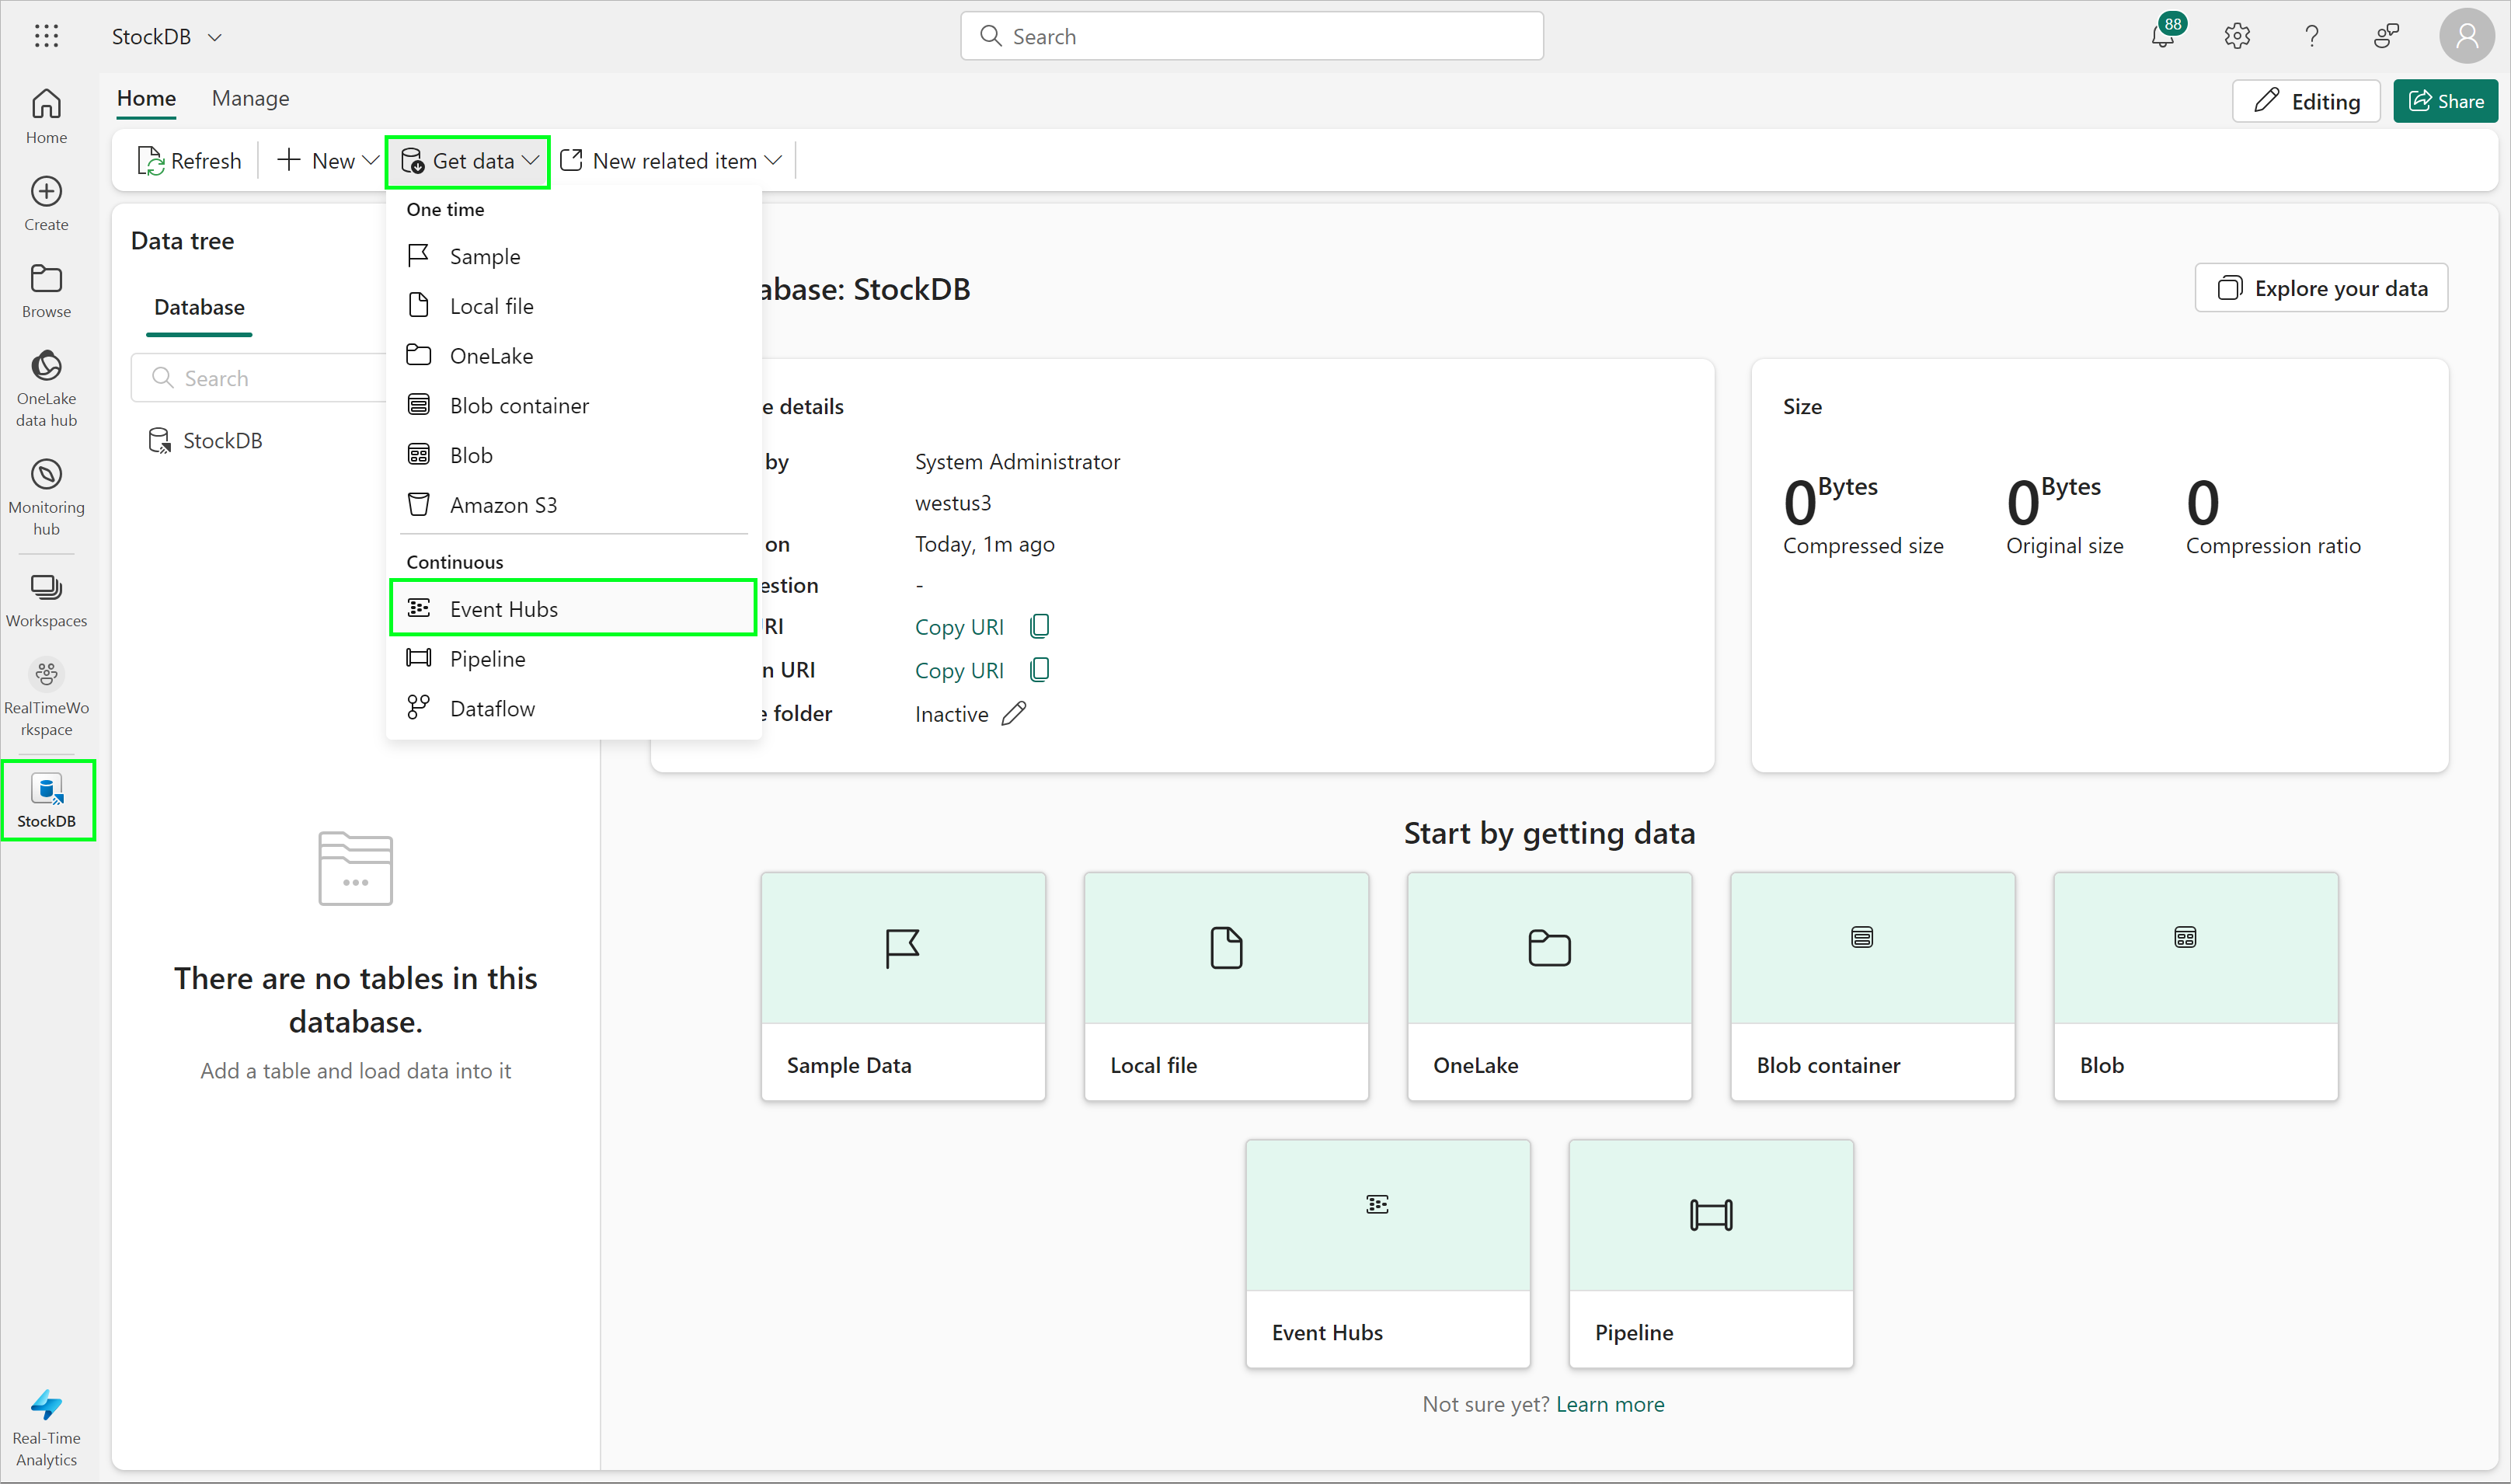 StockDB
Search
88
Home
Manage
Editing
Share
Refresh
New
Get data
New related item
Home
Create
Browse
OneLake
data hub
Monitoring
hub
Workspaces
RealTimeWo
rkspace
StockDB
Real-Time
Analytics
Data tree
Database
Search
StockDB
There are no tables in this
database.
Add a table and load data into it
One time
Sample
Local file
OneLake
Blob container
Blob
Amazon S3
Continuous
Event Hubs
Pipeline
Dataflow
abase: StockDB
Explore your data
e details
by
System Administrator
westus3
on
Today, 1m ago
estion
-
RI
Copy URI
n URI
Copy URI
e folder
Inactive
Size
0 Bytes
Compressed size
0 Bytes
Original size
0
Compression ratio
Start by getting data
Sample Data
Local file
OneLake
Blob container
Blob
Event Hubs
Pipeline
Not sure yet? Learn more